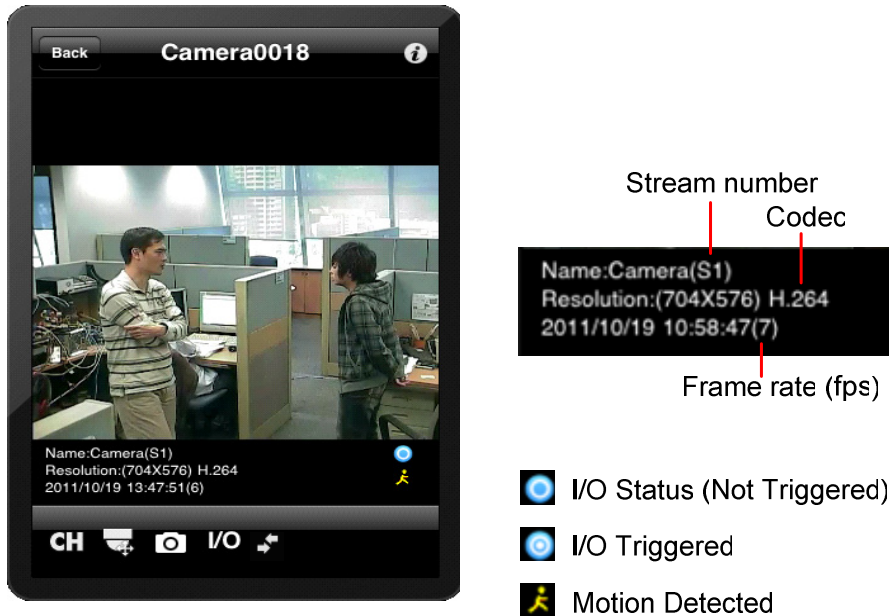 Back
Camera0018
Name:Camera(S1)
Resolution:(704X576) H.264
2011/10/19 13:47:51(6)
CH
I/O
Stream number
Codec
Name:Camera(S1)
Resolution:(704X576) H.264
2011/10/19 10:58:47(7)
Frame rate (fps)
I/O Status (Not Triggered)
I/O Triggered
Motion Detected